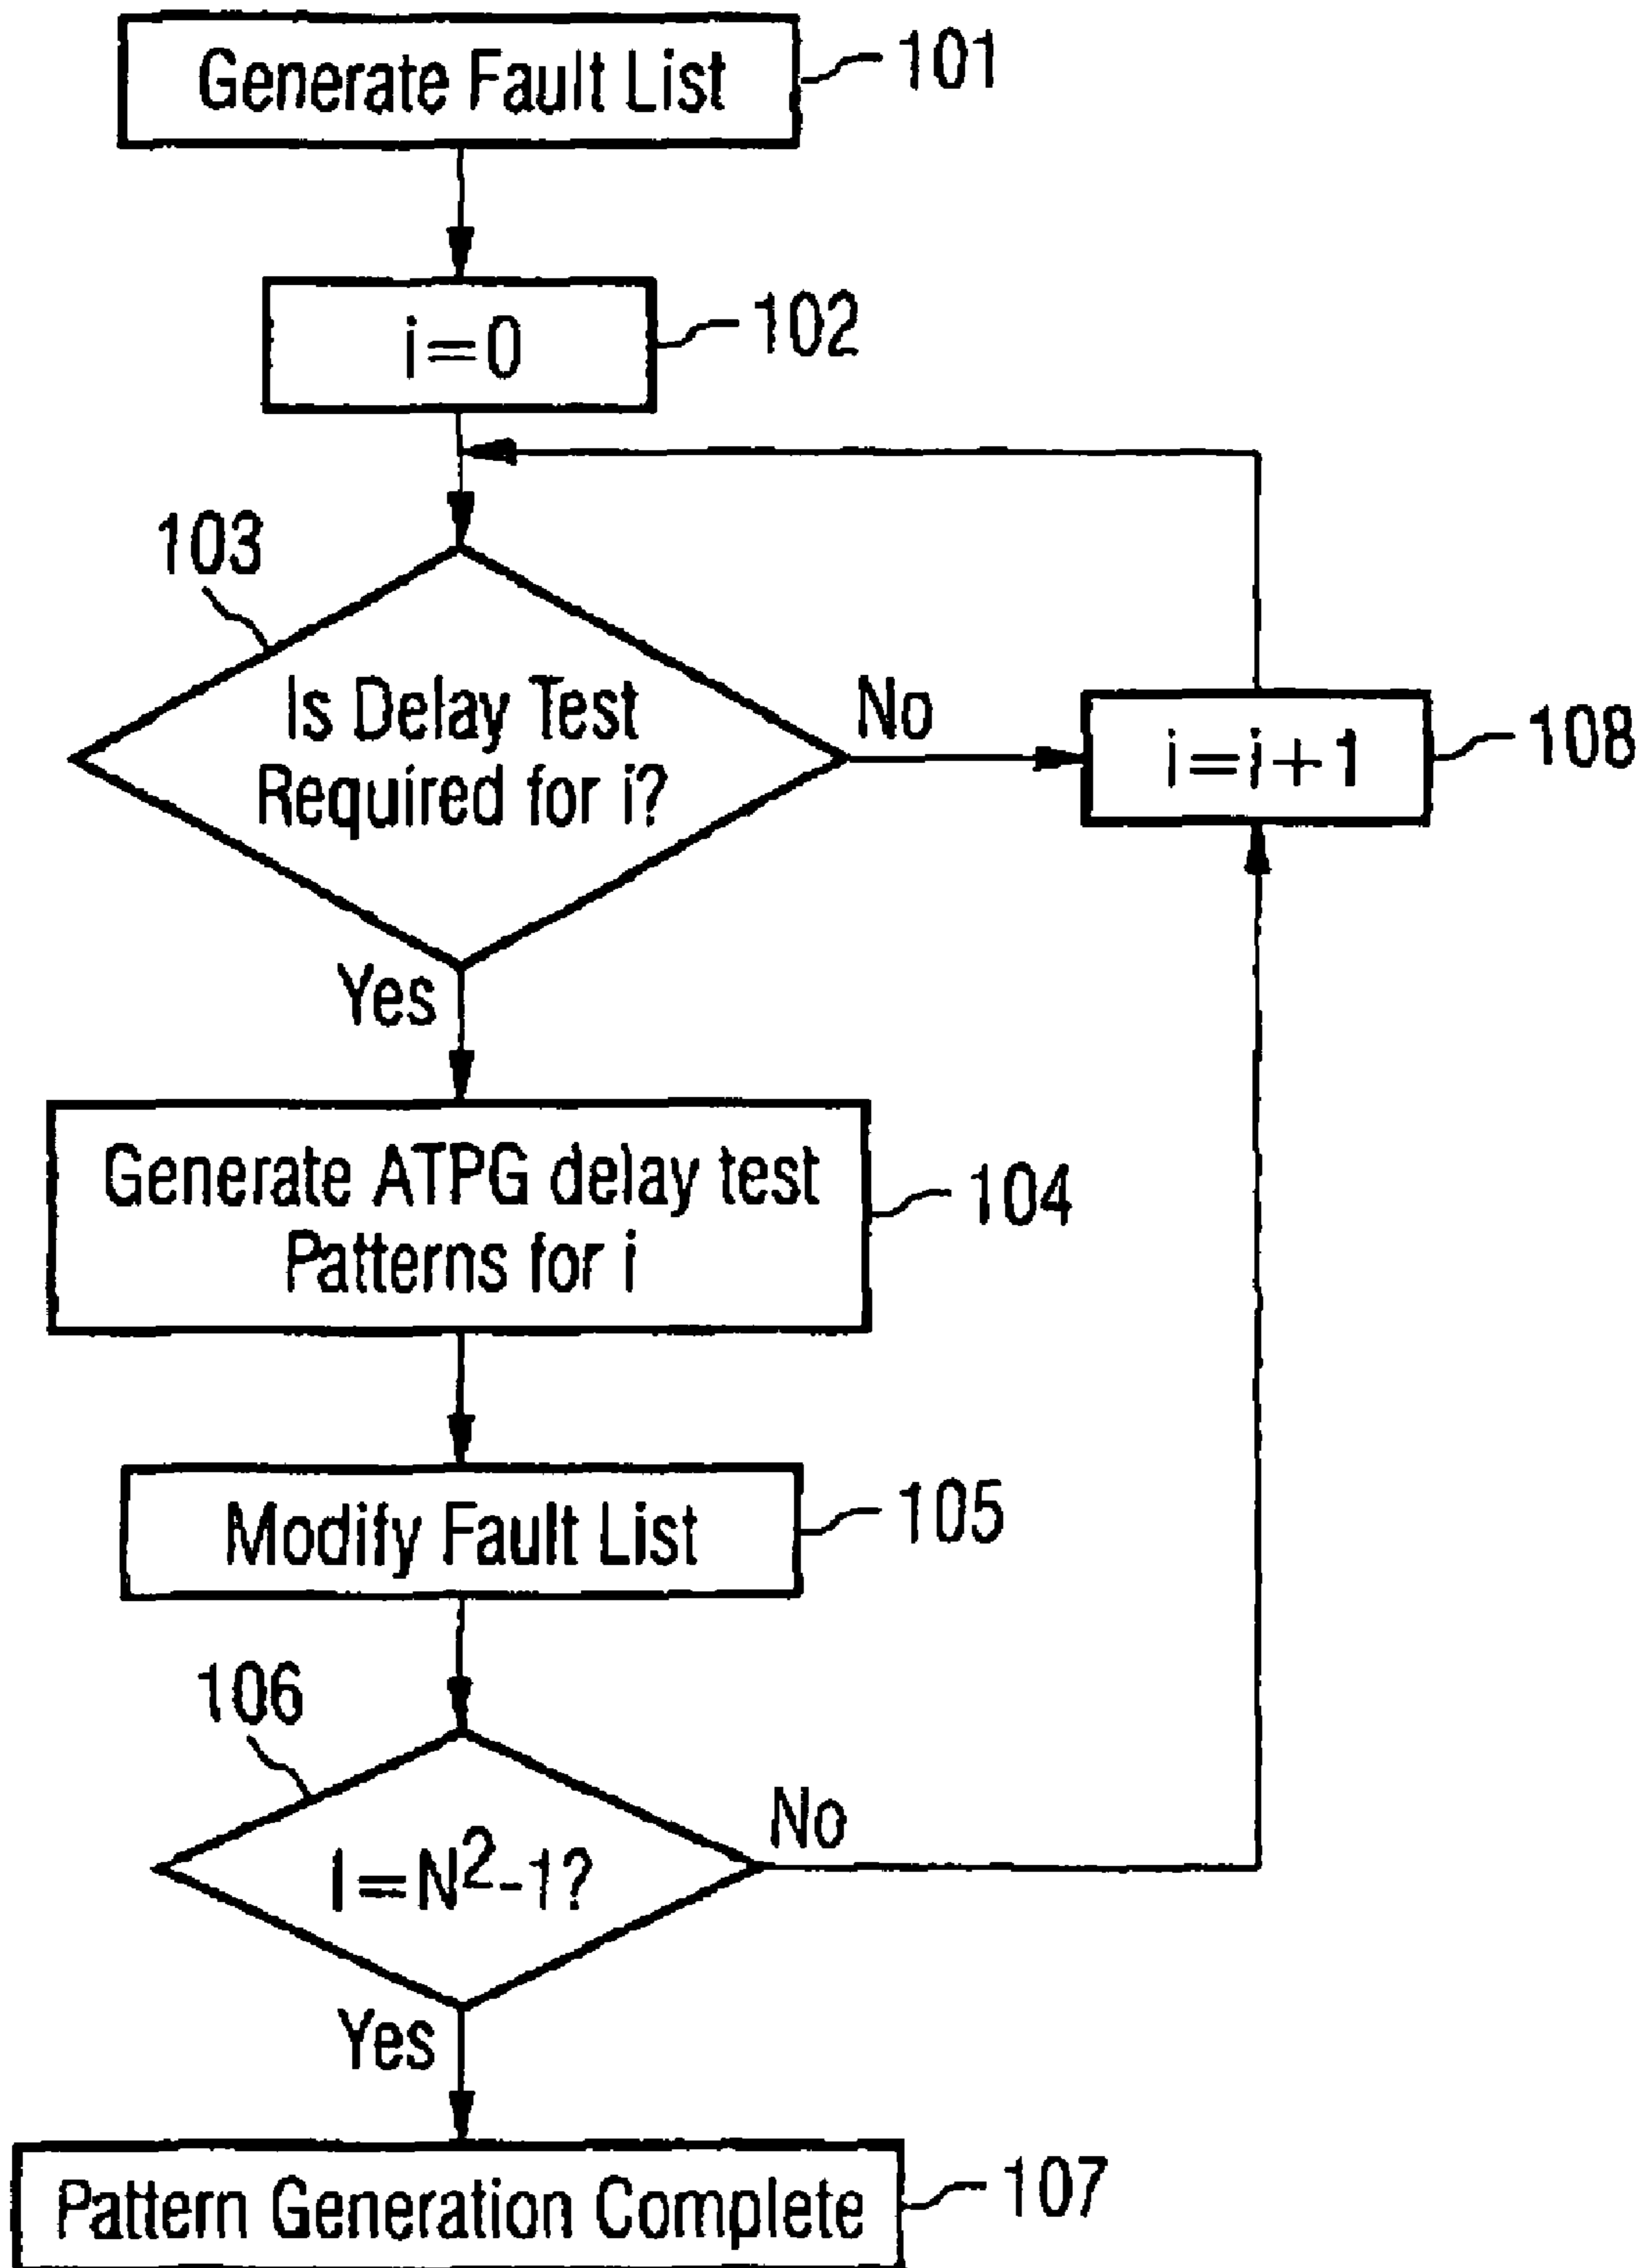 Generate Fault List
101
i=0
102
103
Is Delay Test
Required for i?
No
i=i+1
108
Yes
Generate ATPG delay test
Patterns for i
104
Modify Fault List
105
106
I=N²-1?
No
Yes
Pattern Generation Complete
107